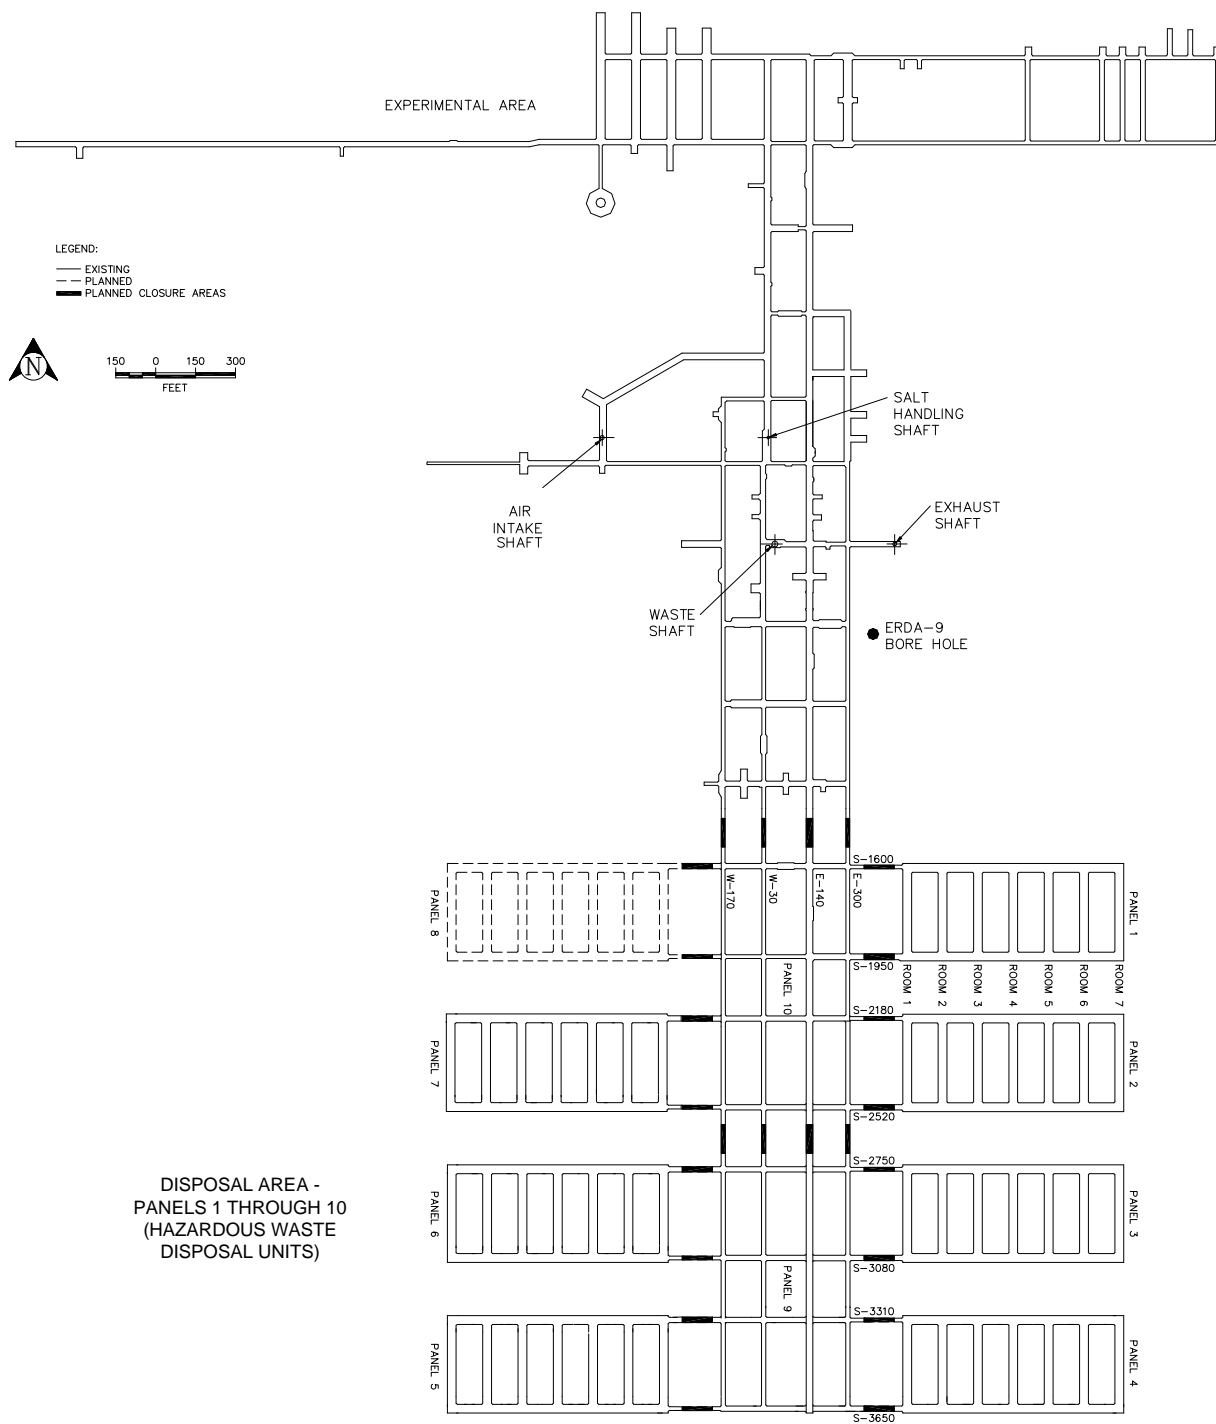 EXPERIMENTAL AREA
LEGEND:
EXISTING
PLANNED
PLANNED CLOSURE AREAS
N
150 0 150 300
FEET
SALT
HANDLING
SHAFT
AIR
INTAKE
SHAFT
EXHAUST
SHAFT
WASTE
SHAFT
ERDA-9
BORE HOLE
S-1600
W-170
W-30
E-140
E-300
PANEL 8
PANEL 1
S-1950
PANEL 10
ROOM 1
ROOM 2
ROOM 3
ROOM 4
ROOM 5
ROOM 6
ROOM 7
S-2180
PANEL 7
PANEL 2
S-2520
S-2750
DISPOSAL AREA -
PANELS 1 THROUGH 10
(HAZARDOUS WASTE
DISPOSAL UNITS)
PANEL 6
PANEL 3
S-3080
PANEL 9
S-3310
PANEL 5
PANEL 4
S-3650